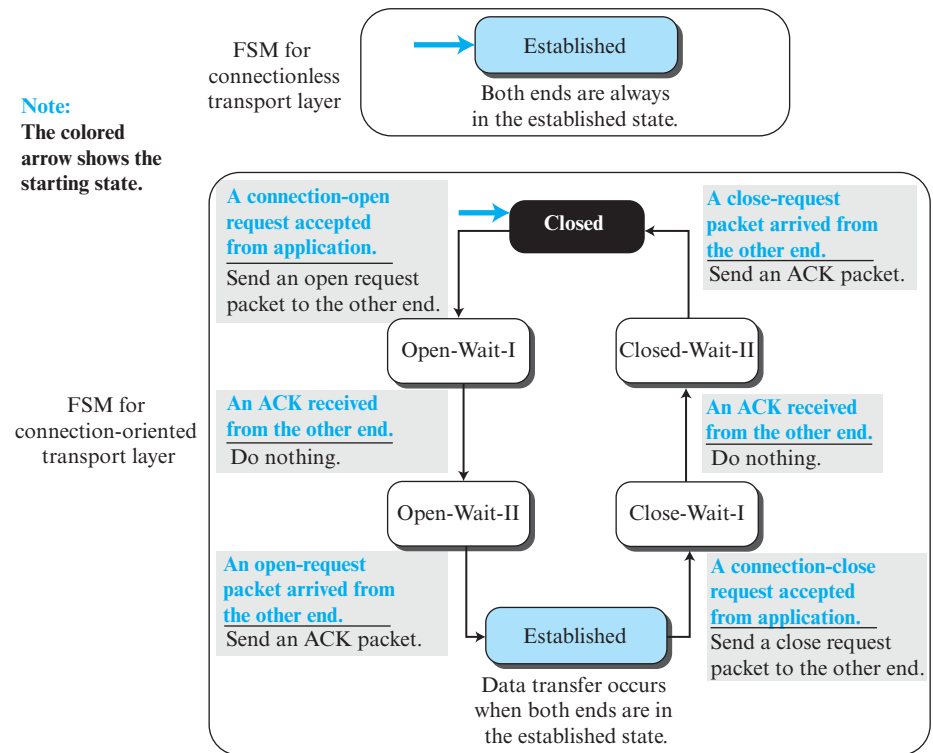 FSM for
connectionless
transport layer
Established
Both ends are always
in the established state.
Note:
The colored
arrow shows the
starting state.
FSM for
connection-oriented
transport layer
A connection-open
request accepted
from application.
Send an open request
packet to the other end.
Closed
A close-request
packet arrived from
the other end.
Send an ACK packet.
Open-Wait-I
Closed-Wait-II
An ACK received
from the other end.
Do nothing.
An ACK received
from the other end.
Do nothing.
Open-Wait-II
Close-Wait-I
An open-request
packet arrived from
the other end.
Send an ACK packet.
Established
A connection-close
request accepted
from application.
Send a close request
packet to the other end.
Data transfer occurs
when both ends are in
the established state.